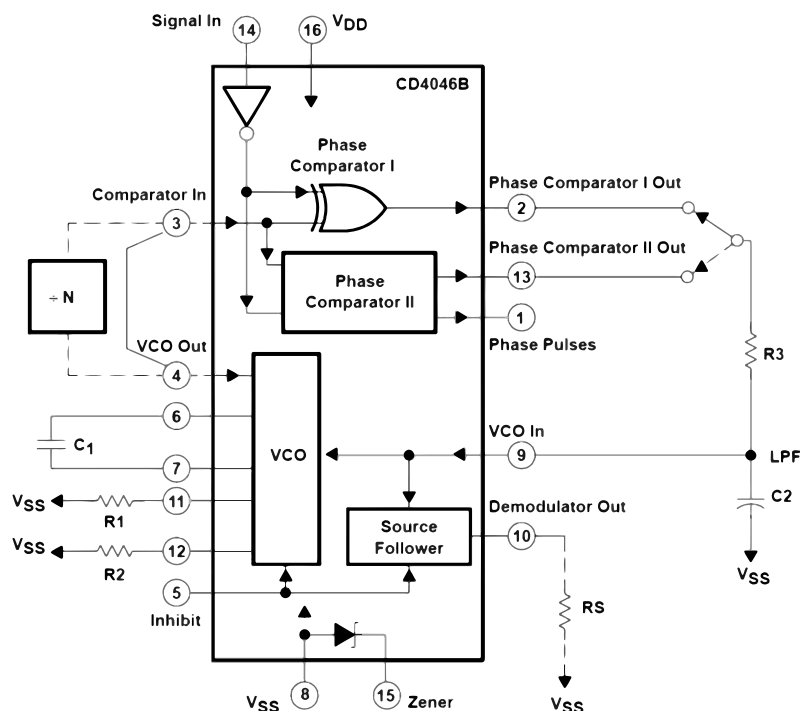 Signal In
14
16
VDD
CD4046B
Phase
Comparator I
Comparator In
3
Phase Comparator I Out
2
÷ N
Phase
Comparator II
Phase Comparator II Out
13
1
Phase Pulses
R3
VCO Out
4
6
C1
7
VCO
VCO In
9
LPF
VSS
R1
11
C2
Demodulator Out
VSS
R2
12
Source
Follower
10
VSS
5
Inhibit
RS
VSS
8
15
Zener
VSS